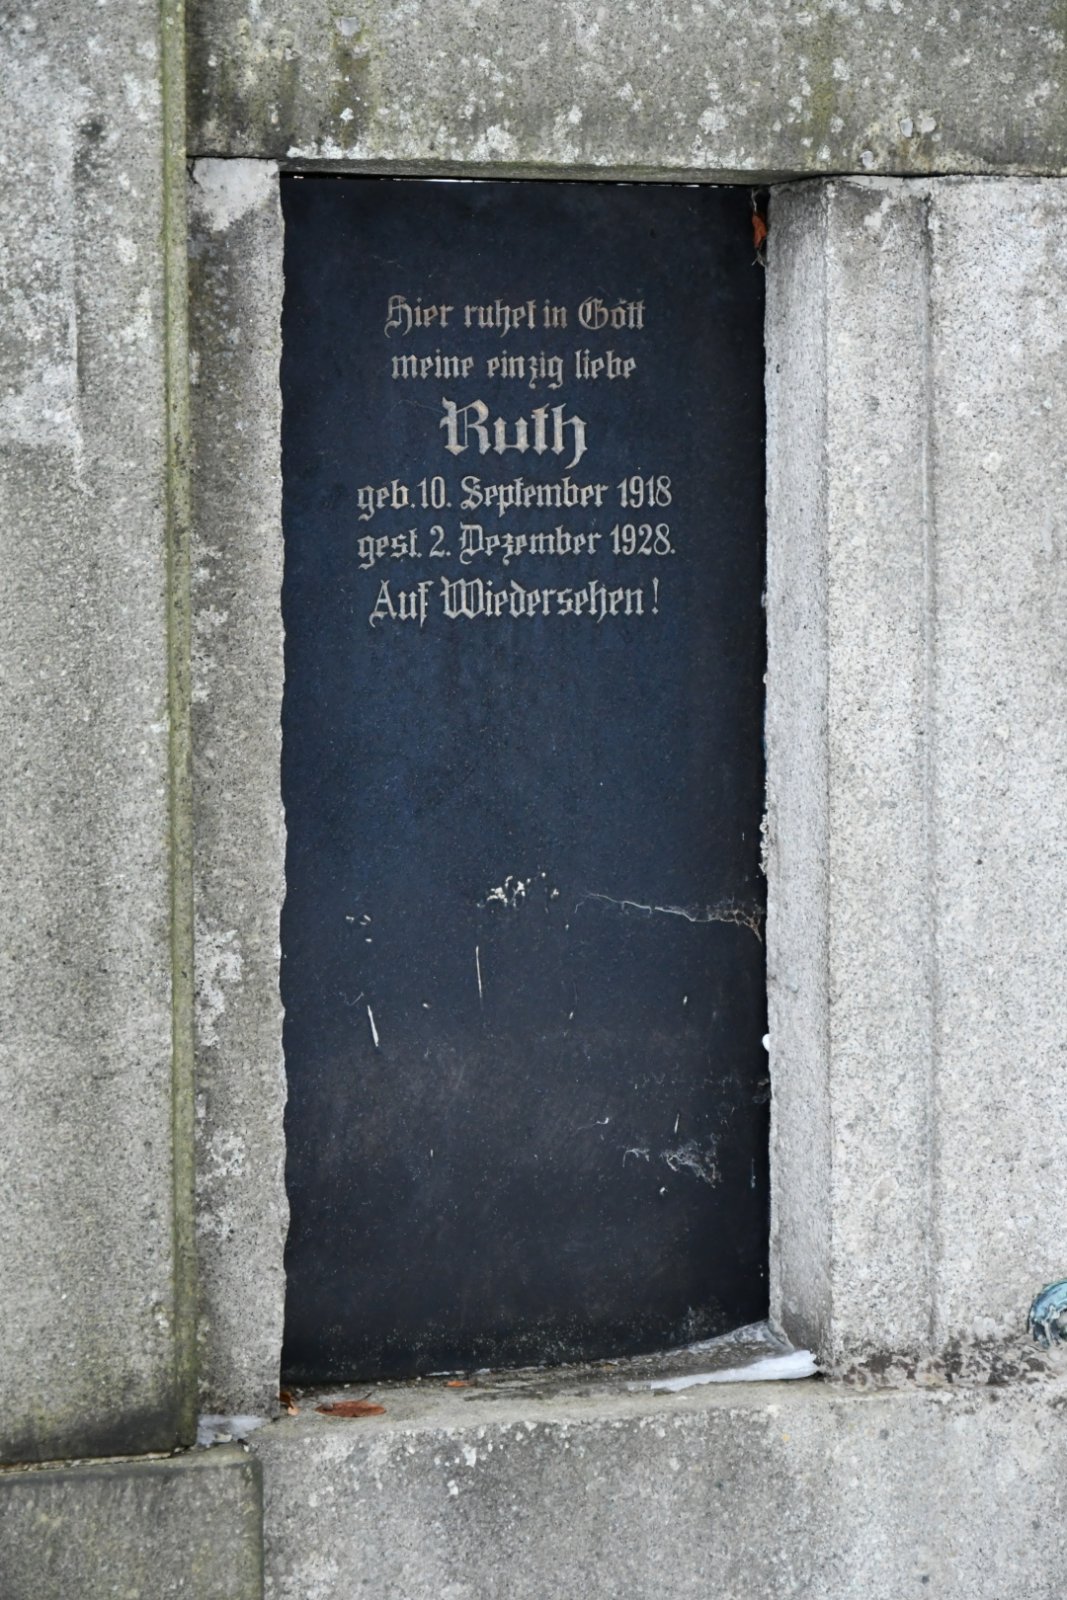 Hier ruhet in Gott
meine einzig liebe
Ruth
geb. 10. September 1918
gest. 2. Dezember 1928.
Auf Wiedersehen!